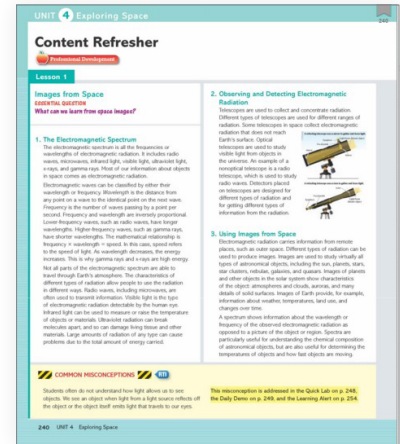 UNIT 4 Exploring Space
240
Content Refresher
Professional Development
Lesson 1
Images from Space
ESSENTIAL QUESTION
What can we learn from space images?
1. The Electromagnetic Spectrum
The electromagnetic spectrum is all the frequencies or
wavelengths of electromagnetic radiation. It includes radio
waves, microwaves, infrared light, visible light, ultraviolet light,
x-rays, and gamma rays. Most of our information about objects
in space comes as electromagnetic radiation.
Electromagnetic waves can be classified by either their
wavelength or frequency. Wavelength is the distance from
any point on a wave to the identical point on the next wave.
Frequency is the number of waves passing by a point per
second. Frequency and wavelength are inversely proportional.
Lower-frequency waves, such as radio waves, have longer
wavelengths. Higher-frequency waves, such as gamma rays,
have shorter wavelengths. The mathematical relationship is
frequency × wavelength = speed. In this case, speed refers
to the speed of light. As wavelength decreases, the energy
increases. This is why gamma rays and x-rays are high energy.
Not all parts of the electromagnetic spectrum are able to
travel through Earth's atmosphere. The characteristics of
different types of radiation allow people to use the radiation
in different ways. Radio waves, including microwaves, are
often used to transmit information. Visible light is the type
of electromagnetic radiation detectable by the human eye.
Infrared light can be used to measure or raise the temperature
of objects or materials. Ultraviolet radiation can break
molecules apart, and so can damage living tissue and other
materials. Large amounts of radiation of any type can cause
problems due to the total amount of energy carried.
2. Observing and Detecting Electromagnetic
Radiation
Telescopes are used to collect and concentrate radiation.
Different types of telescopes are used for different ranges of
radiation. Some telescopes in space collect electromagnetic
radiation that does not reach
Earth's surface. Optical
telescopes are used to study
visible light from objects in
the universe. An example of a
nonoptical telescope is a radio
telescope, which is used to study
radio waves. Detectors placed
on telescopes are designed for
different types of radiation and
for getting different types of
information from the radiation.
3. Using Images from Space
Electromagnetic radiation carries information from remote
places, such as outer space. Different types of radiation can be
used to produce images. Images are used to study virtually all
types of astronomical objects, including the sun, planets, stars,
star clusters, nebulae, galaxies, and quasars. Images of planets
and other objects in the solar system show characteristics
of the object: atmospheres and clouds, auroras, and many
details of solid surfaces. Images of Earth provide, for example,
information about weather, temperatures, land use, and
changes over time.
A spectrum shows information about the wavelength or
frequency of the observed electromagnetic radiation as
opposed to a picture of the object or region. Spectra are
particularly useful for understanding the chemical composition
of astronomical objects, but are also useful for determining the
temperatures of objects and how fast objects are moving.
COMMON MISCONCEPTIONS RTI
Students often do not understand how light allows us to see
objects. We see an object when light from a light source reflects off
the object or the object itself emits light that travels to our eyes.
This misconception is addressed in the Quick Lab on p. 248,
the Daily Demo on p. 249, and the Learning Alert on p. 254.
240 UNIT 4 Exploring Space